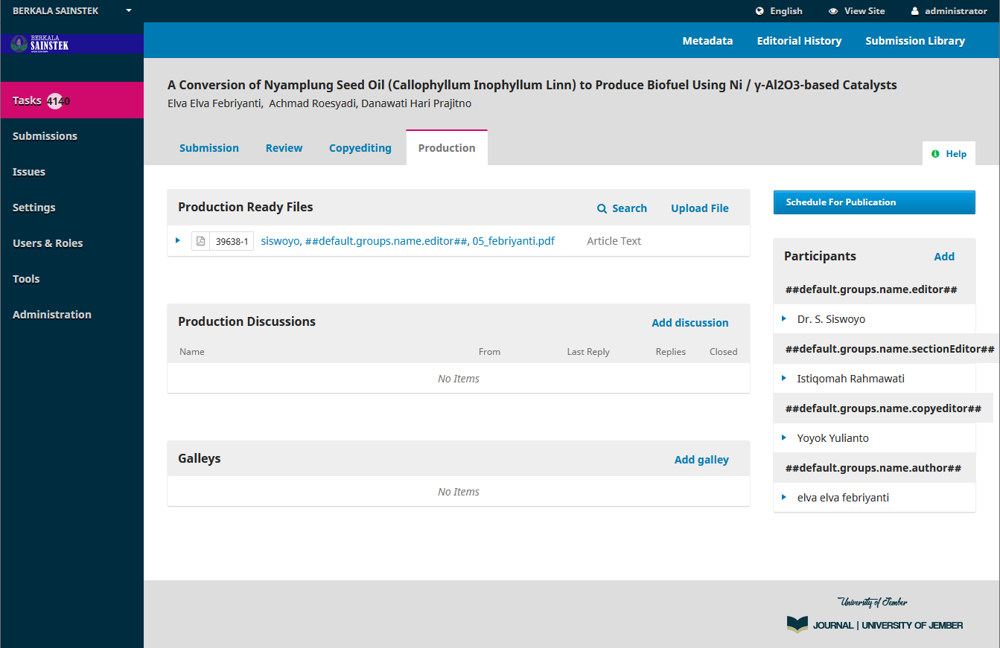 BERKALA SAINSTEK
English View Site administrator
BERKALA
SAINSTEK
Metadata Editorial History Submission Library
Tasks 4140
Submissions
Issues
Settings
Users & Roles
Tools
Administration
A Conversion of Nyamplung Seed Oil (Callophyllum Inophyllum Linn) to Produce Biofuel Using Ni / γ-Al2O3-based Catalysts
Elva Elva Febriyanti, Achmad Roesyadi, Danawati Hari Prajitno
Submission Review Copyediting Production
Help
Production Ready Files Search Upload File
39638-1 siswoyo, ##default.groups.name.editor##, 05_febriyanti.pdf Article Text
Production Discussions Add discussion
Name From Last Reply Replies Closed
No Items
Galleys Add galley
No Items
Schedule For Publication
Participants Add
##default.groups.name.editor##
Dr. S. Siswoyo
##default.groups.name.sectionEditor##
Istiqomah Rahmawati
##default.groups.name.copyeditor##
Yoyok Yulianto
##default.groups.name.author##
elva elva febriyanti
University of Jember
JOURNAL | UNIVERSITY OF JEMBER